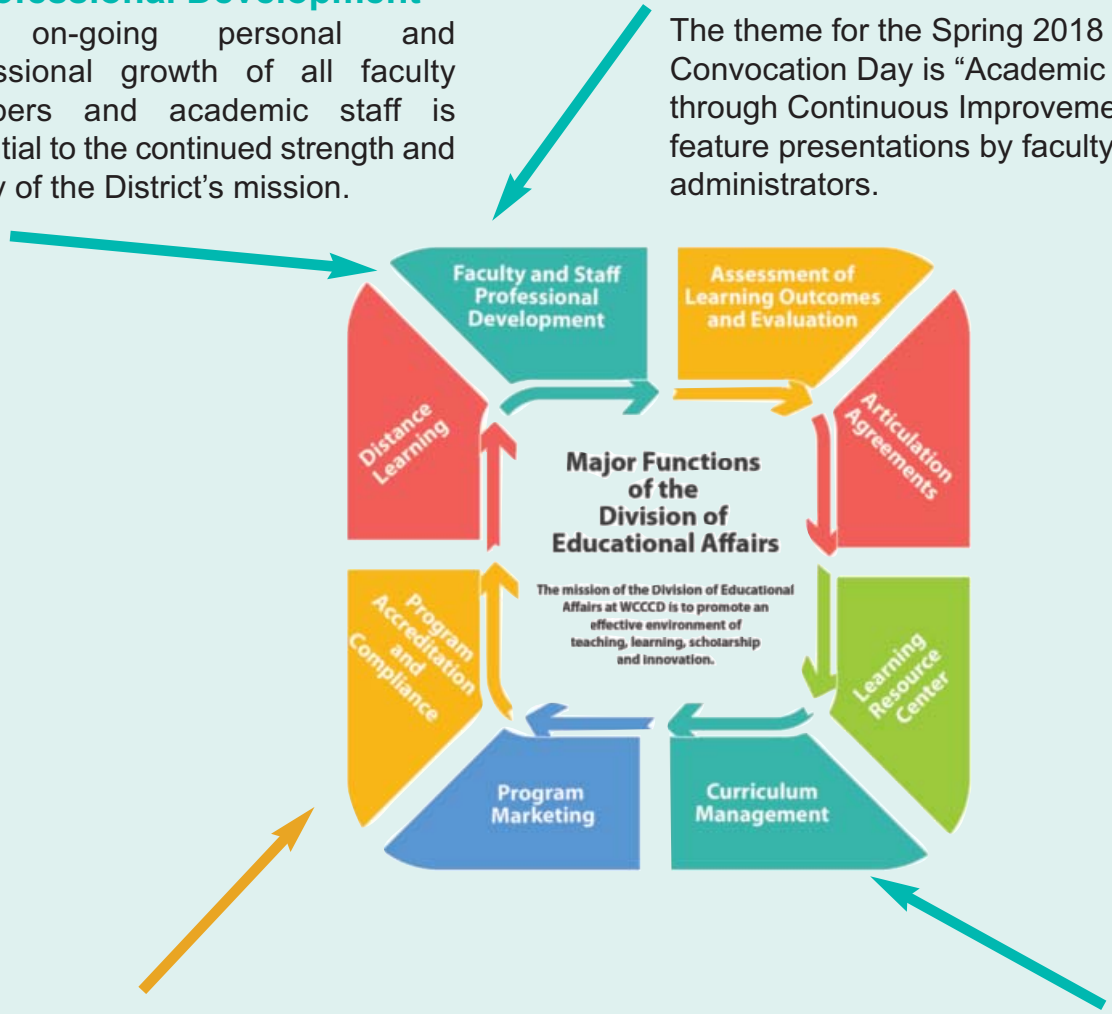 Professional Development
on-going personal and
growth of all faculty
and academic staff is
to the continued strength and
of the District's mission.
The theme for the Spring 2018
Convocation Day is “Academic
through Continuous Improveme
feature presentations by faculty
administrators.
Faculty and Staff
Professional
Development
Assessment of
Learning Outcomes
and Evaluation
Articulation
Agreements
Learning
Resource
Center
Curriculum
Management
Program
Marketing
Program
Accreditation
and
Compliance
Distance
Learning
Major Functions
of the
Division of
Educational Affairs
The mission of the Division of Educational
Affairs at WCCCD is to promote an
effective environment of
teaching, learning, scholarship
and innovation.